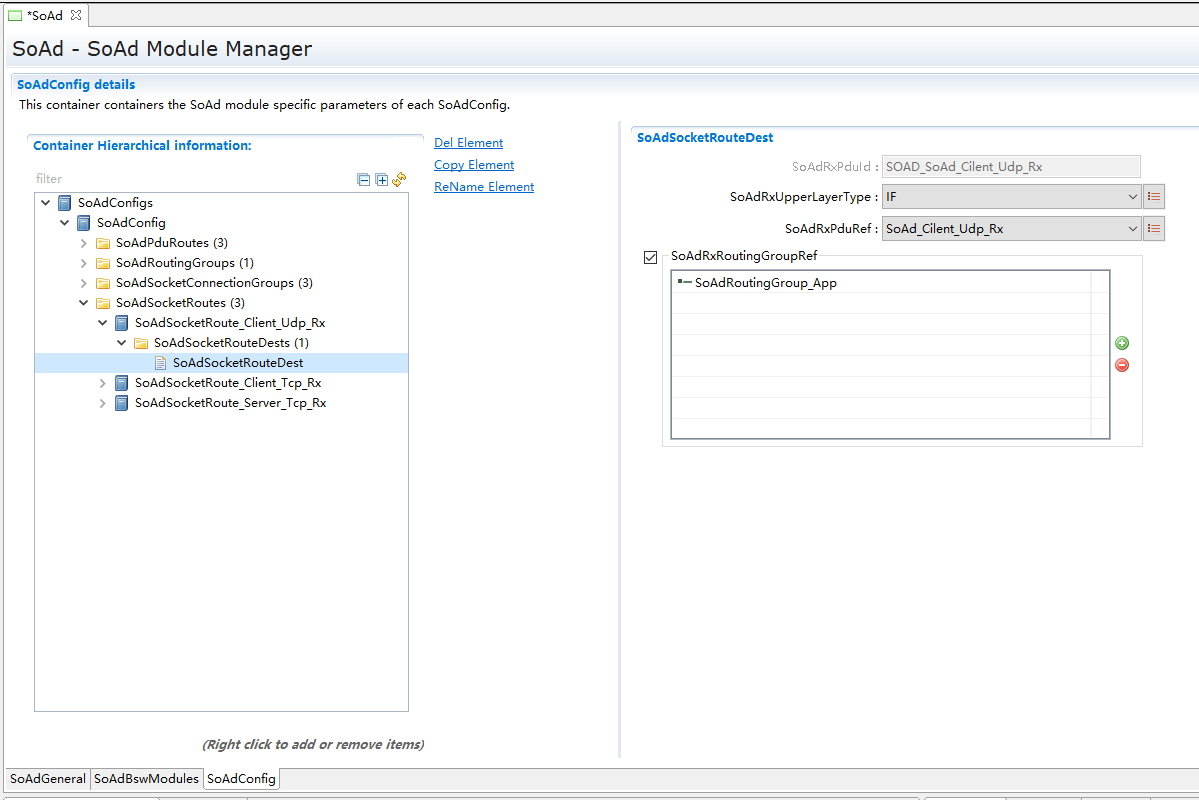 *SoAd
SoAd - SoAd Module Manager
SoAdConfig details
This container containers the SoAd module specific parameters of each SoAdConfig.
Container Hierarchical information:
filter
SoAdConfigs
SoAdConfig
SoAdPduRoutes (3)
SoAdRoutingGroups (1)
SoAdSocketConnectionGroups (3)
SoAdSocketRoutes (3)
SoAdSocketRoute_Client_Udp_Rx
SoAdSocketRouteDests (1)
SoAdSocketRouteDest
SoAdSocketRoute_Client_Tcp_Rx
SoAdSocketRoute_Server_Tcp_Rx
(Right click to add or remove items)
Del Element
Copy Element
ReName Element
SoAdSocketRouteDest
SoAdRxPduId : SOAD_SoAd_Cilent_Udp_Rx
SoAdRxUpperLayerType : IF
SoAdRxPduRef : SoAd_Cilent_Udp_Rx
SoAdRxRoutingGroupRef
SoAdRoutingGroup_App
SoAdGeneral SoAdBswModules SoAdConfig